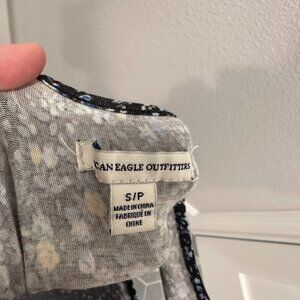 CAN EAGLE OUTFITTERS
S/P
MADE IN CHINA
FABRIQUÉ EN
CHINE